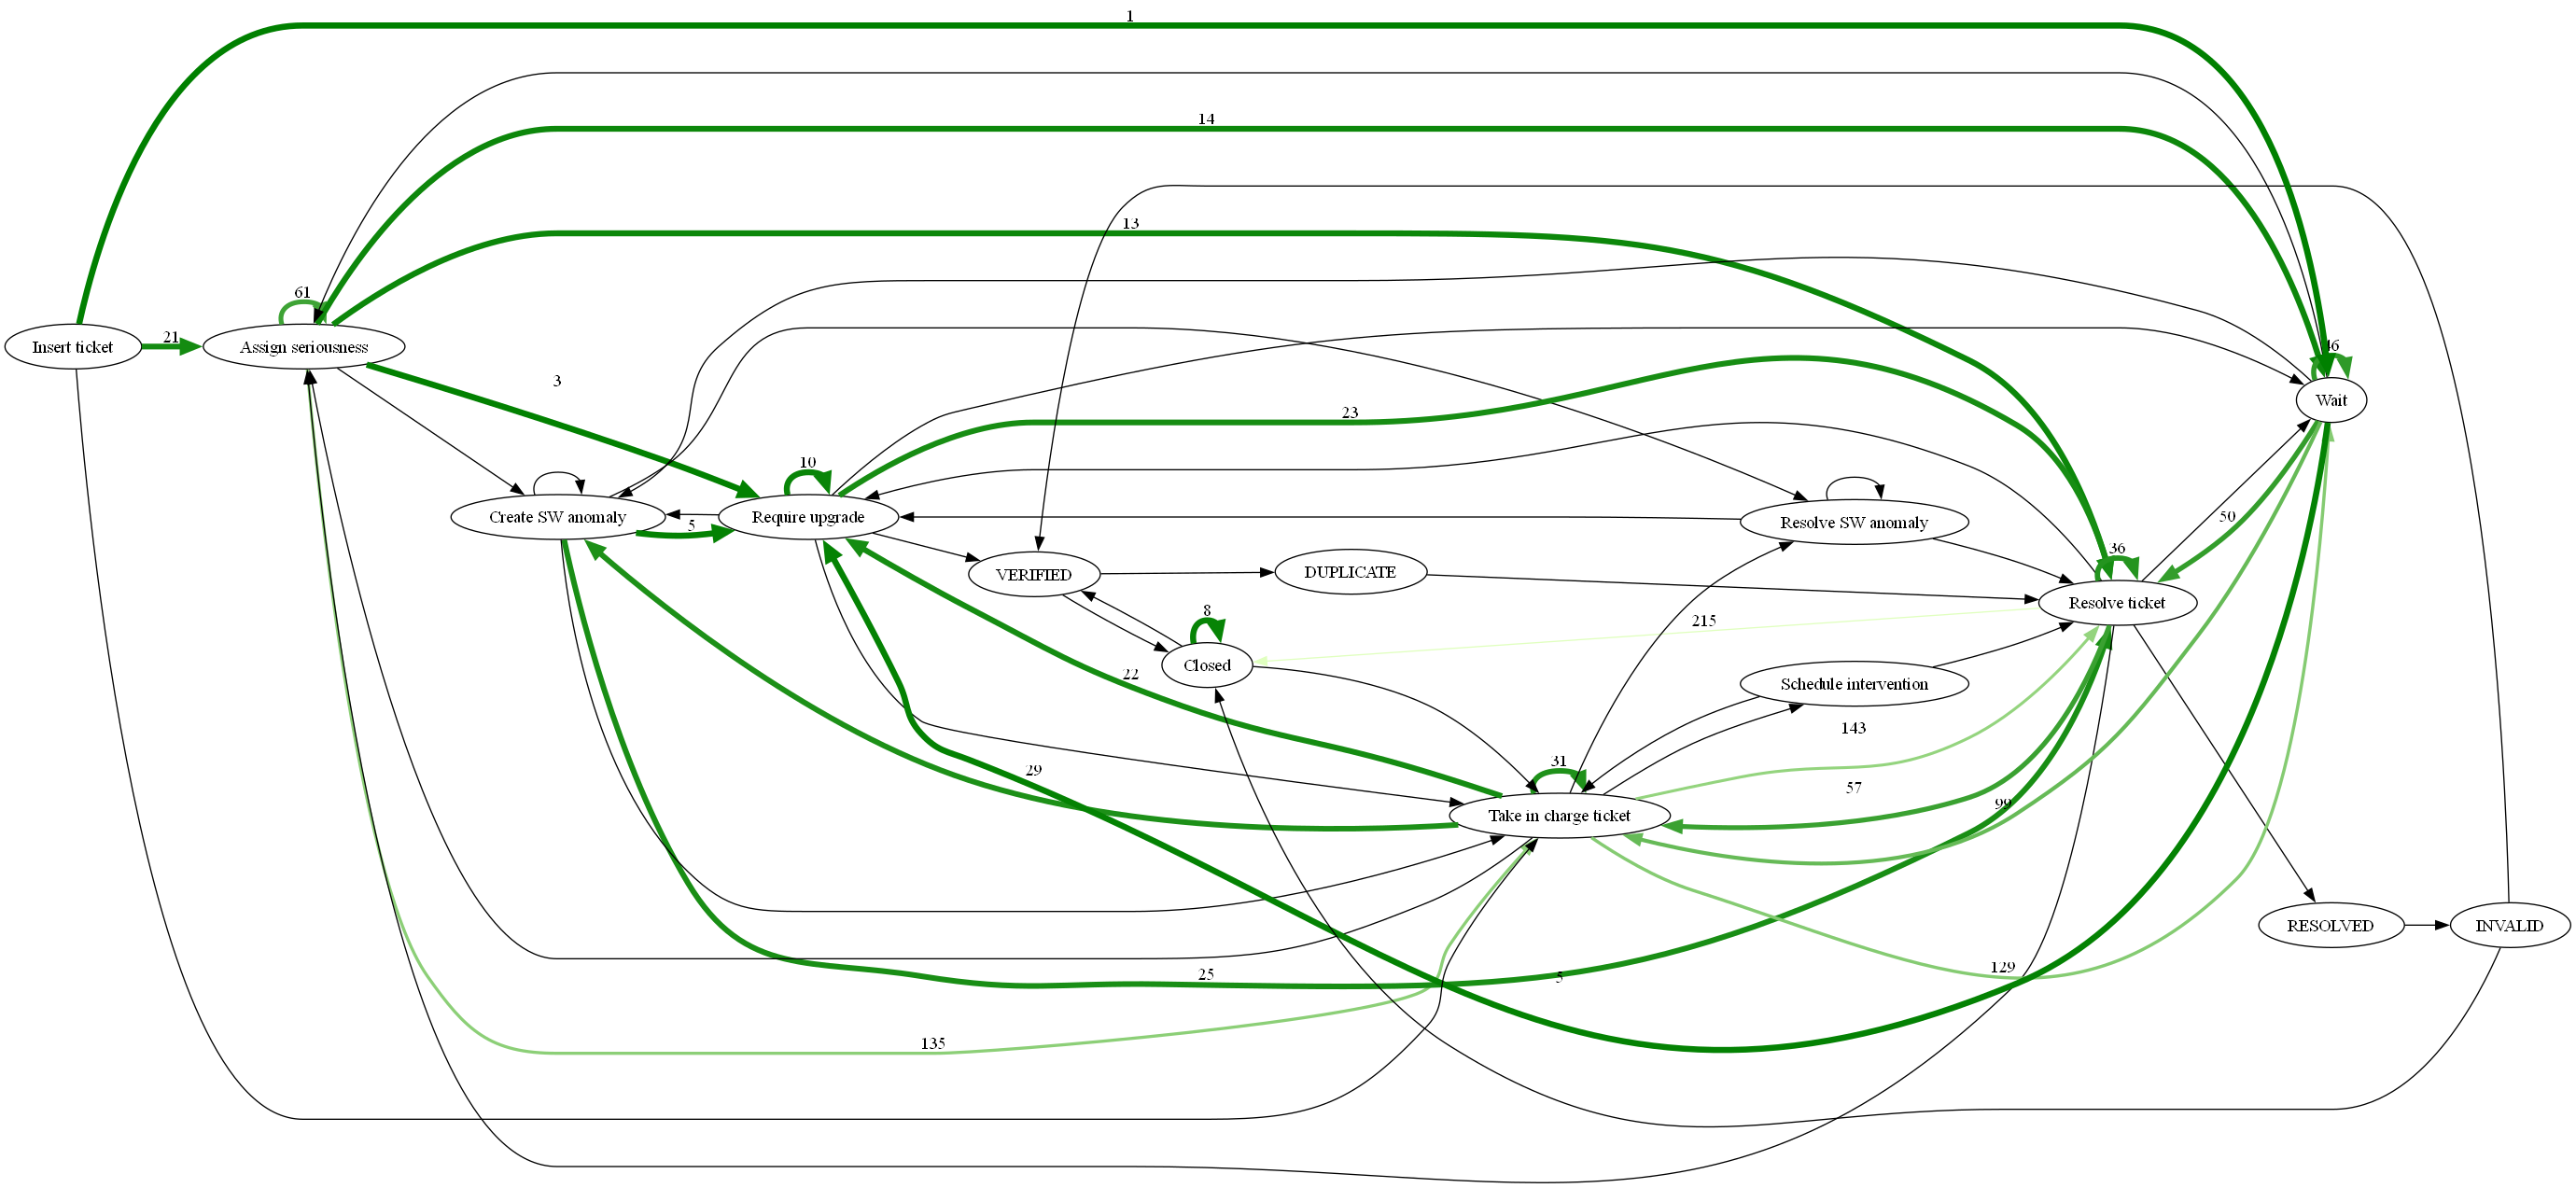 1
14
13
61
21
Insert ticket
Assign seriousness
46
3
Wait
23
10
5
Create SW anomaly
Require upgrade
50
Resolve SW anomaly
36
VERIFIED
DUPLICATE
Resolve ticket
8
215
Closed
22
Schedule intervention
143
29
31
57
99
Take in charge ticket
RESOLVED
INVALID
25
5
129
135